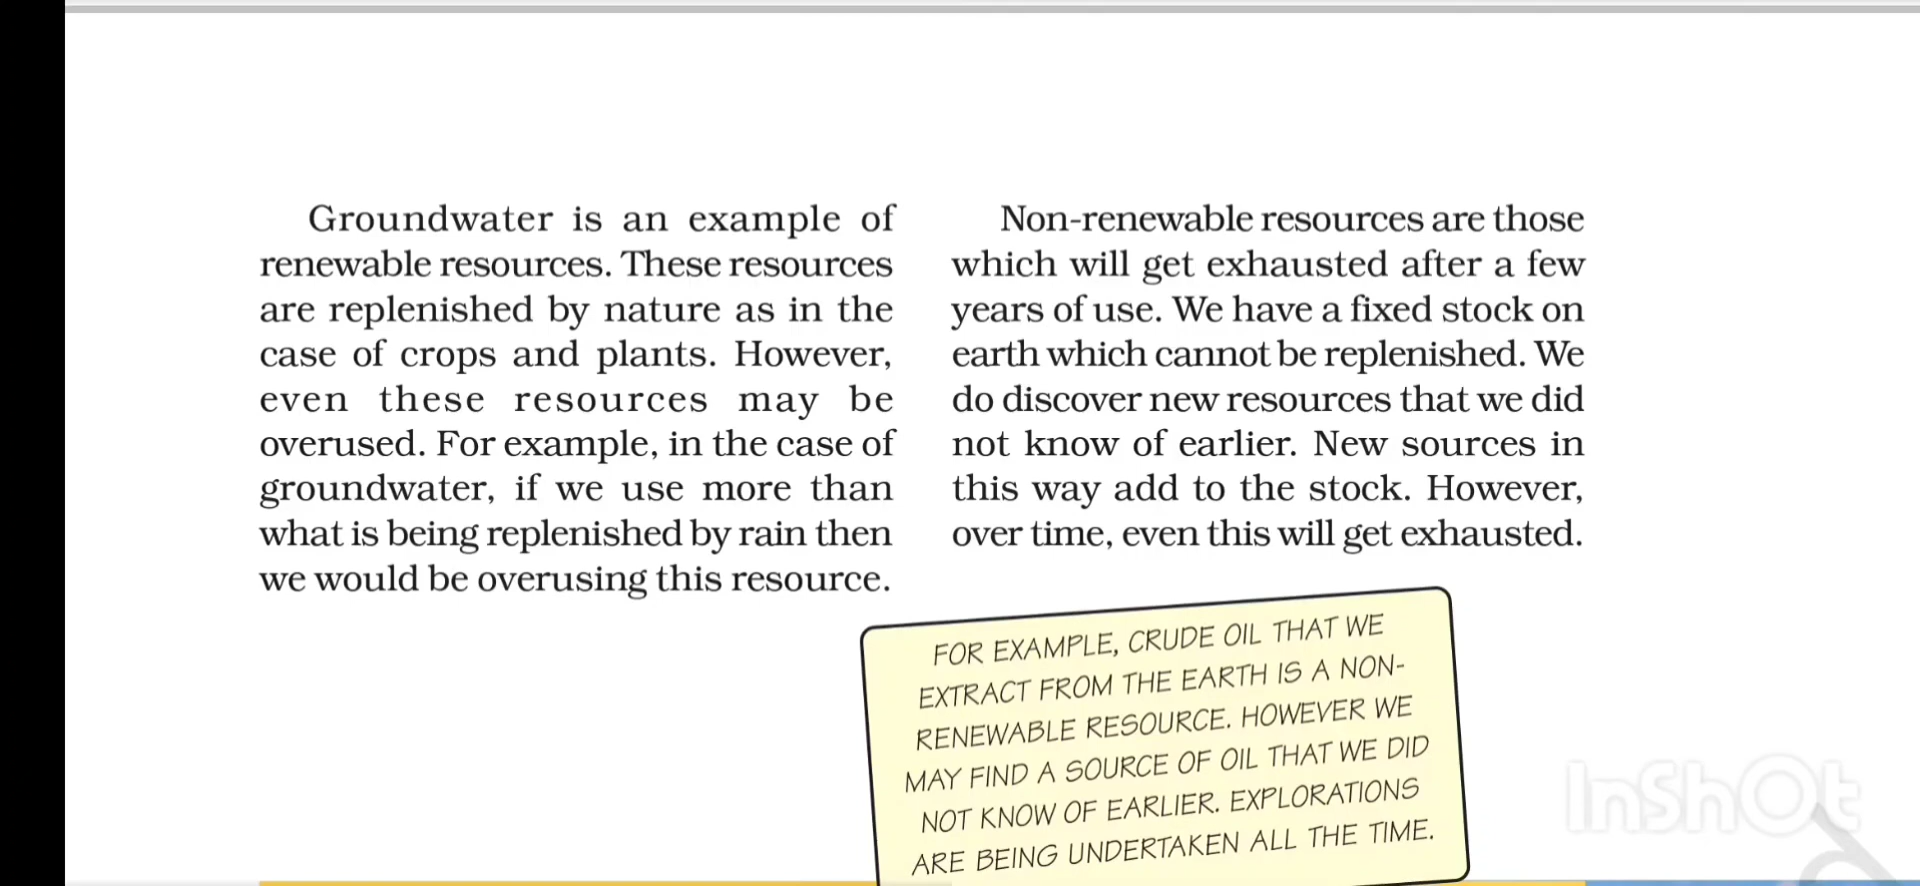 Groundwater is an example of
renewable resources. These resources
are replenished by nature as in the
case of crops and plants. However,
even these resources may be
overused. For example, in the case of
groundwater, if we use more than
what is being replenished by rain then
we would be overusing this resource.
Non-renewable resources are those
which will get exhausted after a few
years of use. We have a fixed stock on
earth which cannot be replenished. We
do discover new resources that we did
not know of earlier. New sources in
this way add to the stock. However,
over time, even this will get exhausted.
FOR EXAMPLE, CRUDE OIL THAT WE
EXTRACT FROM THE EARTH IS A NON-
RENEWABLE RESOURCE. HOWEVER WE
MAY FIND A SOURCE OF OIL THAT WE DID
NOT KNOW OF EARLIER. EXPLORATIONS
ARE BEING UNDERTAKEN ALL THE TIME.
InShOt